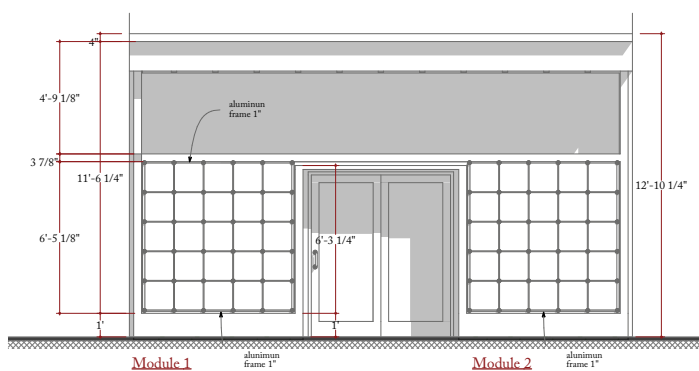 4"
4'-9 1/8"
aluminun
frame 1"
3 7/8"
11'-6 1/4"
12'-10 1/4"
6'-5 1/8"
6'-3 1/4"
1'
1'
Module 1
alunimun
frame 1"
Module 2
alunimun
frame 1"